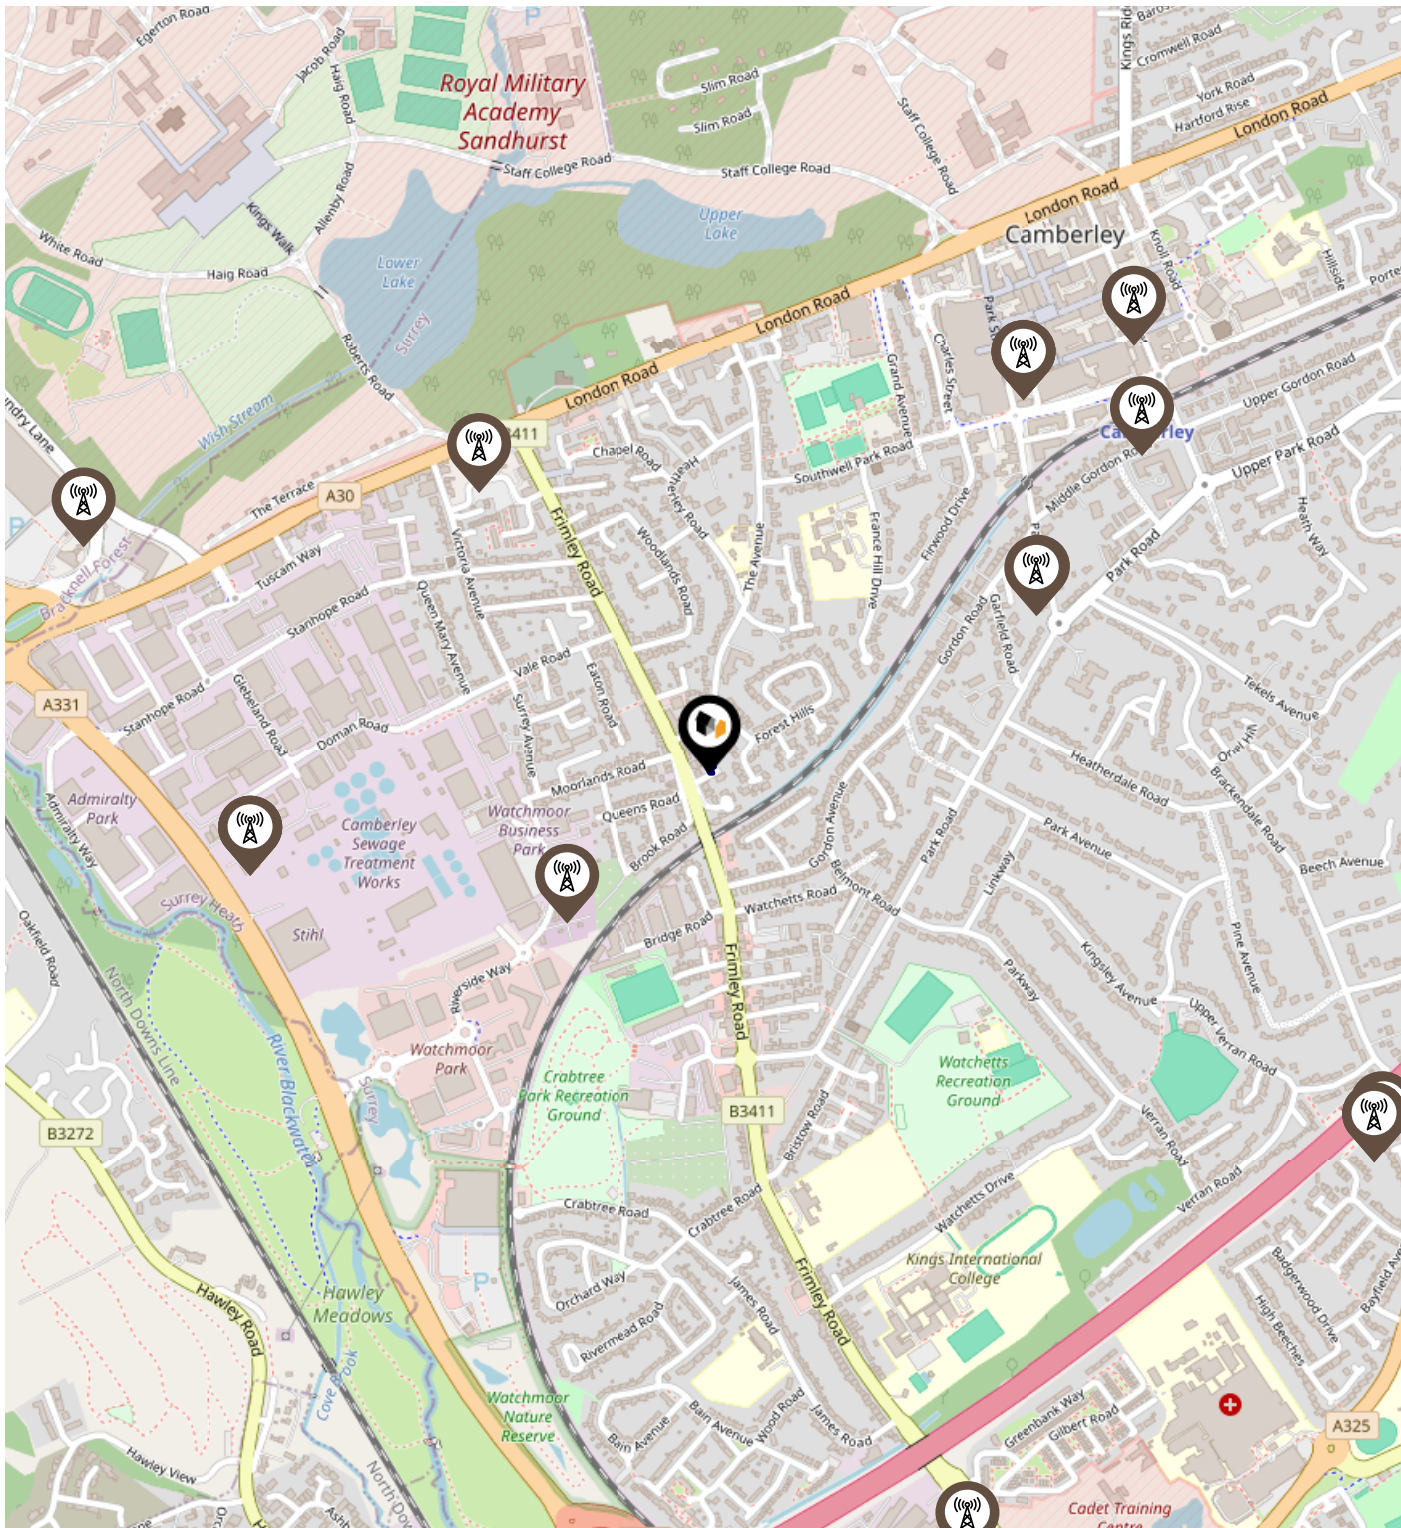 Egerton Road
Jacob Road
Haig Road
P
Royal Military
Academy
Sandhurst
Slim Road
Slim Road
Staff College Road
Staff College Road
Staff College Road
Cromwell Road
York Road
Hartford Rise
London Road
London Road
Camberley
Knoll Road
Hillside
Allenby Road
Kings Walk
White Road
Haig Road
Lower
Lake
Upper
Lake
Surrey
Roberts Road
Wish Stream
London Road
London Road
Charles Street
Grand Avenue
Upper Gordon Road
Upper Park Road
Middle Gordon
Southwell Park Road
Chapel Road
Heatherley Road
The Terrace
A30
P
Bracknell Forest
Tuscam Way
Stanhope Road
Victoria Avenue
Queen Mary Avenue
Frimley Road
Woodlands Road
The Avenue
France Hill Drive
Firwood Drive
Heath Way
Park Road
Gordon Road
Garfield Road
Tekels Avenue
Vale Road
Eaton Road
Surrey Avenue
A331
Stanhope Road
Glebeland Road
Doman Road
Forest Hills
Heatherdale Road
Brackendale Road
Admiralty
Park
Admiralty Way
Camberley
Sewage
Treatment
Works
Moorlands Road
Watchmoor
Business
Park
Queens Road
Brook Road
Gordon Avenue
Park Road
Park Avenue
Linkway
Beech Avenue
Belmont Road
Watchetts Road
Bridge Road
Surrey Heath
Stihl
Oakfield Road
North Downs Line
Riverside Way
Frimley Road
Parkway
Kingsley Avenue
Pine Avenue
Upper Verran Road
River Blackwater
Surrey
Watchmoor
Park
Crabtree
Park Recreation
Ground
Watchetts
Recreation
Ground
B3272
B3411
Bristow Road
Verran Road
Verran Road
Watchetts Drive
Crabtree Road
Crabtree Road
Kings International
College
Orchard Way
James Road
Frimley Road
P
Hawley
Meadows
Hawley Road
Rivermead Road
Badgerwood Drive
High Beeches
Cove Brook
Watchmoor
Nature
Reserve
Bain Avenue
Bain Avenue
Wood Road
James Road
Greenbank Way
Gilbert Road
A325
Hawley View
Cadet Training
Centre